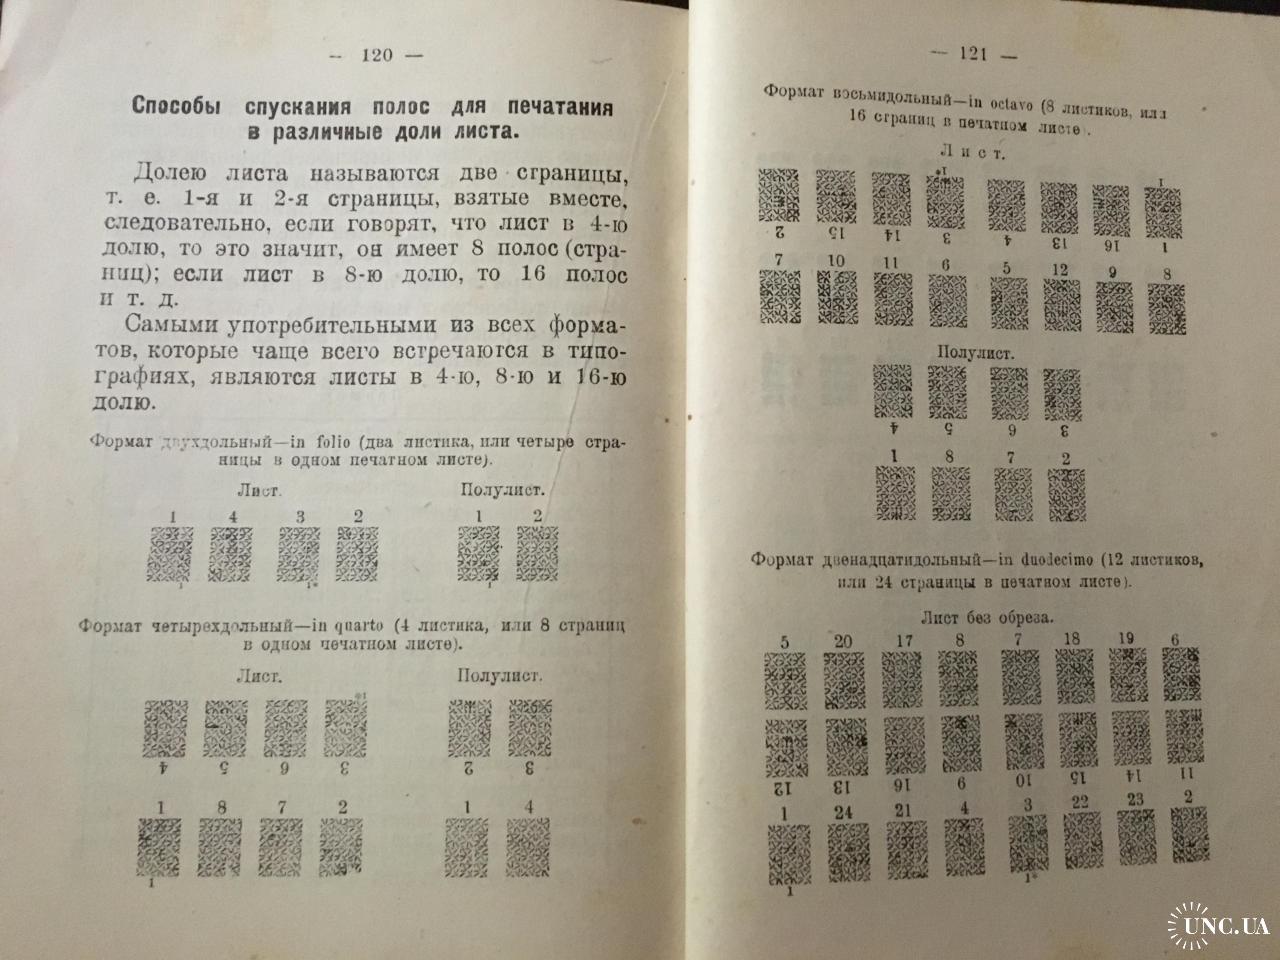 — 120 —
Способы спускания полос для печатания
в различные доли листа.
Долею листа называются две страницы,
т. е. 1-я и 2-я страницы, взятые вместе,
следовательно, если говорят, что лист в 4-ю
долю, то это значит, он имеет 8 полос (стра-
ниц); если лист в 8-ю долю, то 16 полос
и т. д.
Самыми употребительными из всех форма-
тов, которые чаще всего встречаются в типо-
графиях, являются листы в 4-ю, 8-ю и 16-ю
долю.
Формат двухдольный—in folio (два листика, или четыре стра-
ницы в одном печатном листе).
Лист. Полулист.
1 4 3 2 1 2
1 1* 1
Формат четырехдольный—in quarto (4 листика, или 8 страниц
в одном печатном листе).
Лист. Полулист.
*1
4 5 6 3 2 3
1 8 7 2 1 4
1
— 121 —
Формат восьмидольный—in octavo (8 листиков, или
16 страниц в печатном листе).
Лист.
*1 1
2 15 14 3 4 13 16 1
7 10 11 6 5 12 9 8
Полулист.
4 5 6 3
1 8 7 2
Формат двенадцатидольный—in duodecimo (12 листиков,
или 24 страницы в печатном листе).
Лист без обреза.
5 20 17 8 7 18 19 6
12 13 16 9 10 15 14 11
1 24 21 4 3 22 23 2
1 1*
UNC.UA